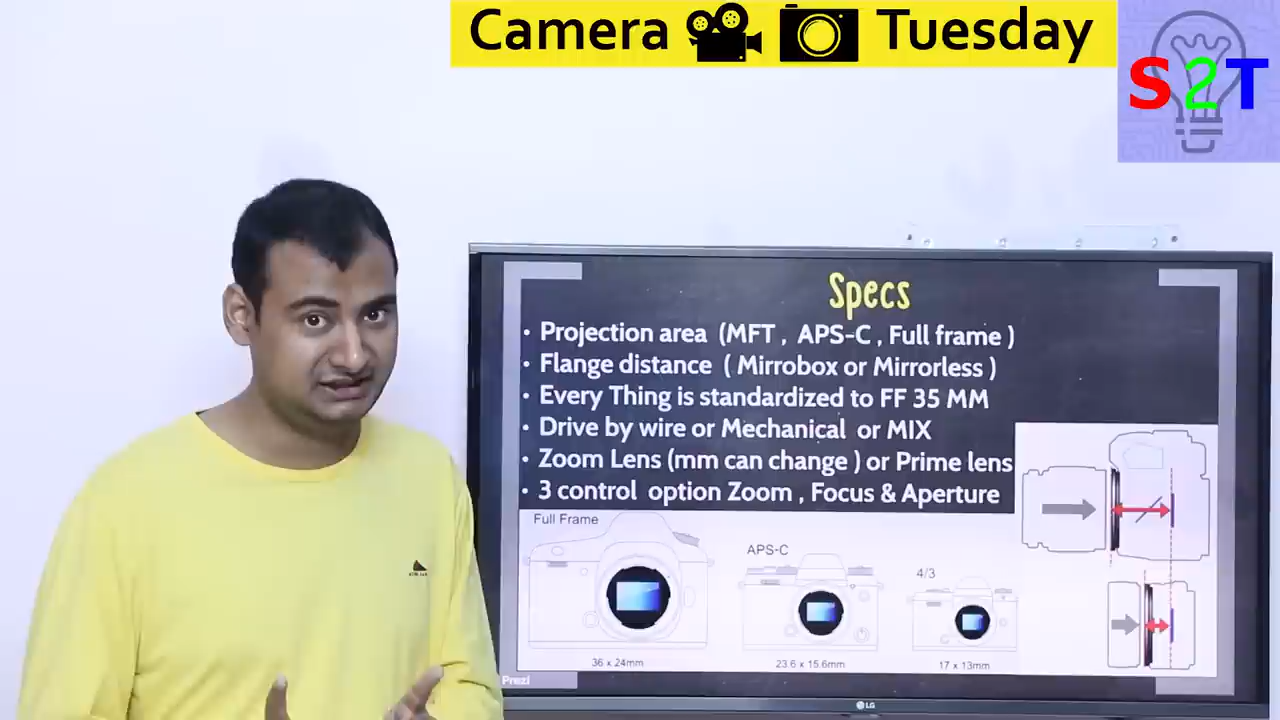 Camera Tuesday
S2T
Specs
• Projection area (MFT , APS-C , Full frame )
• Flange distance ( Mirrobox or Mirrorless )
• Every Thing is standardized to FF 35 MM
• Drive by wire or Mechanical or MIX
• Zoom Lens (mm can change ) or Prime lens
• 3 control option Zoom , Focus & Aperture
Full Frame
APS-C
4/3
36 x 24mm
23.6 x 15.6mm
17 x 13mm
Prezi
LG